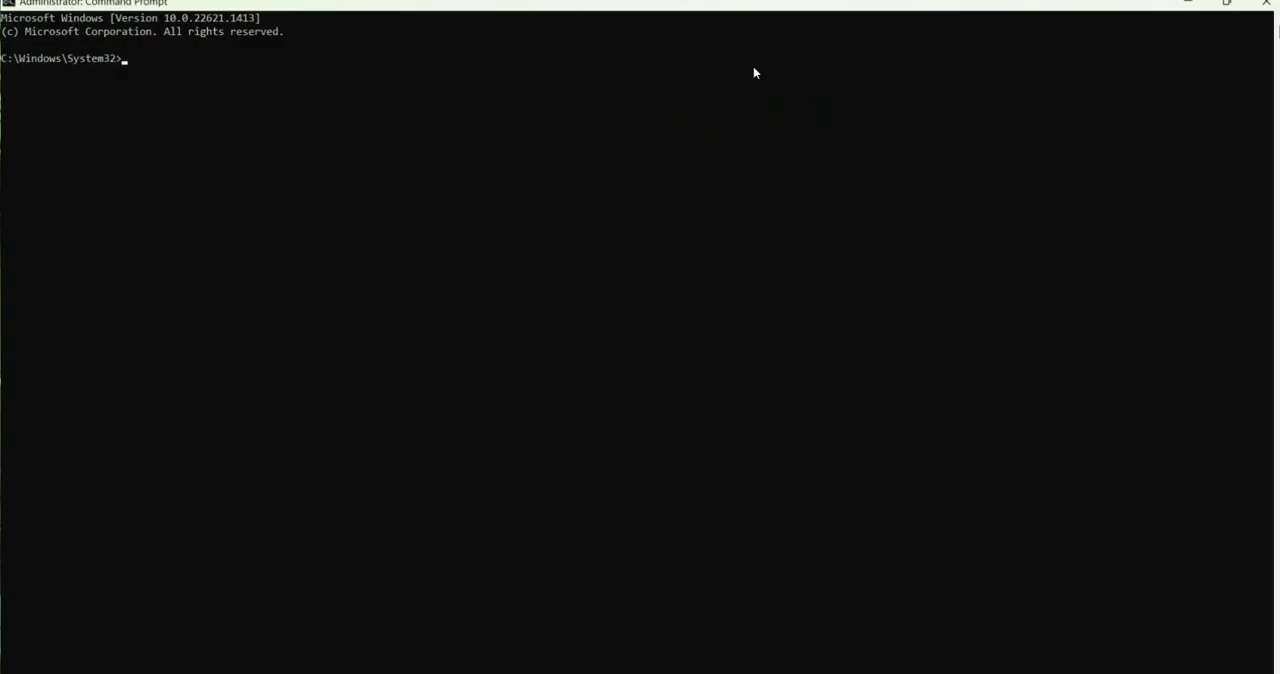 Administrator: Command Prompt
Microsoft Windows [Version 10.0.22621.1413]
(c) Microsoft Corporation. All rights reserved.
C:\Windows\System32>